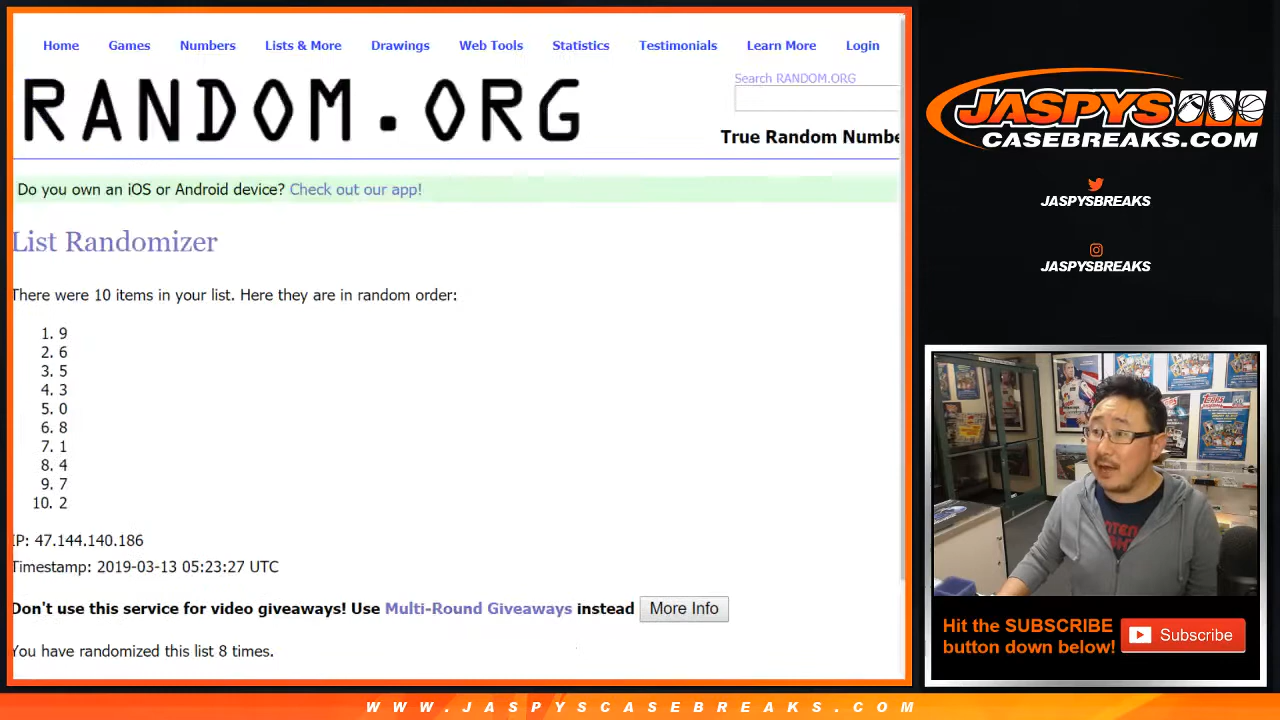 Home Games Numbers Lists & More Drawings Web Tools Statistics Testimonials Learn More Login
RANDOM.ORG
Search RANDOM.ORG
True Random Numbe
Do you own an iOS or Android device? Check out our app!
List Randomizer
There were 10 items in your list. Here they are in random order:
1. 9
2. 6
3. 5
4. 3
5. 0
6. 8
7. 1
8. 4
9. 7
10. 2
IP: 47.144.140.186
Timestamp: 2019-03-13 05:23:27 UTC
Don't use this service for video giveaways! Use Multi-Round Giveaways instead More Info
You have randomized this list 8 times.
JASPYS
CASEBREAKS.COM
JASPYSBREAKS
JASPYSBREAKS
TOPPS
Hit the SUBSCRIBE
button down below!
Subscribe
WWW.JASPYSCASEBREAKS.COM